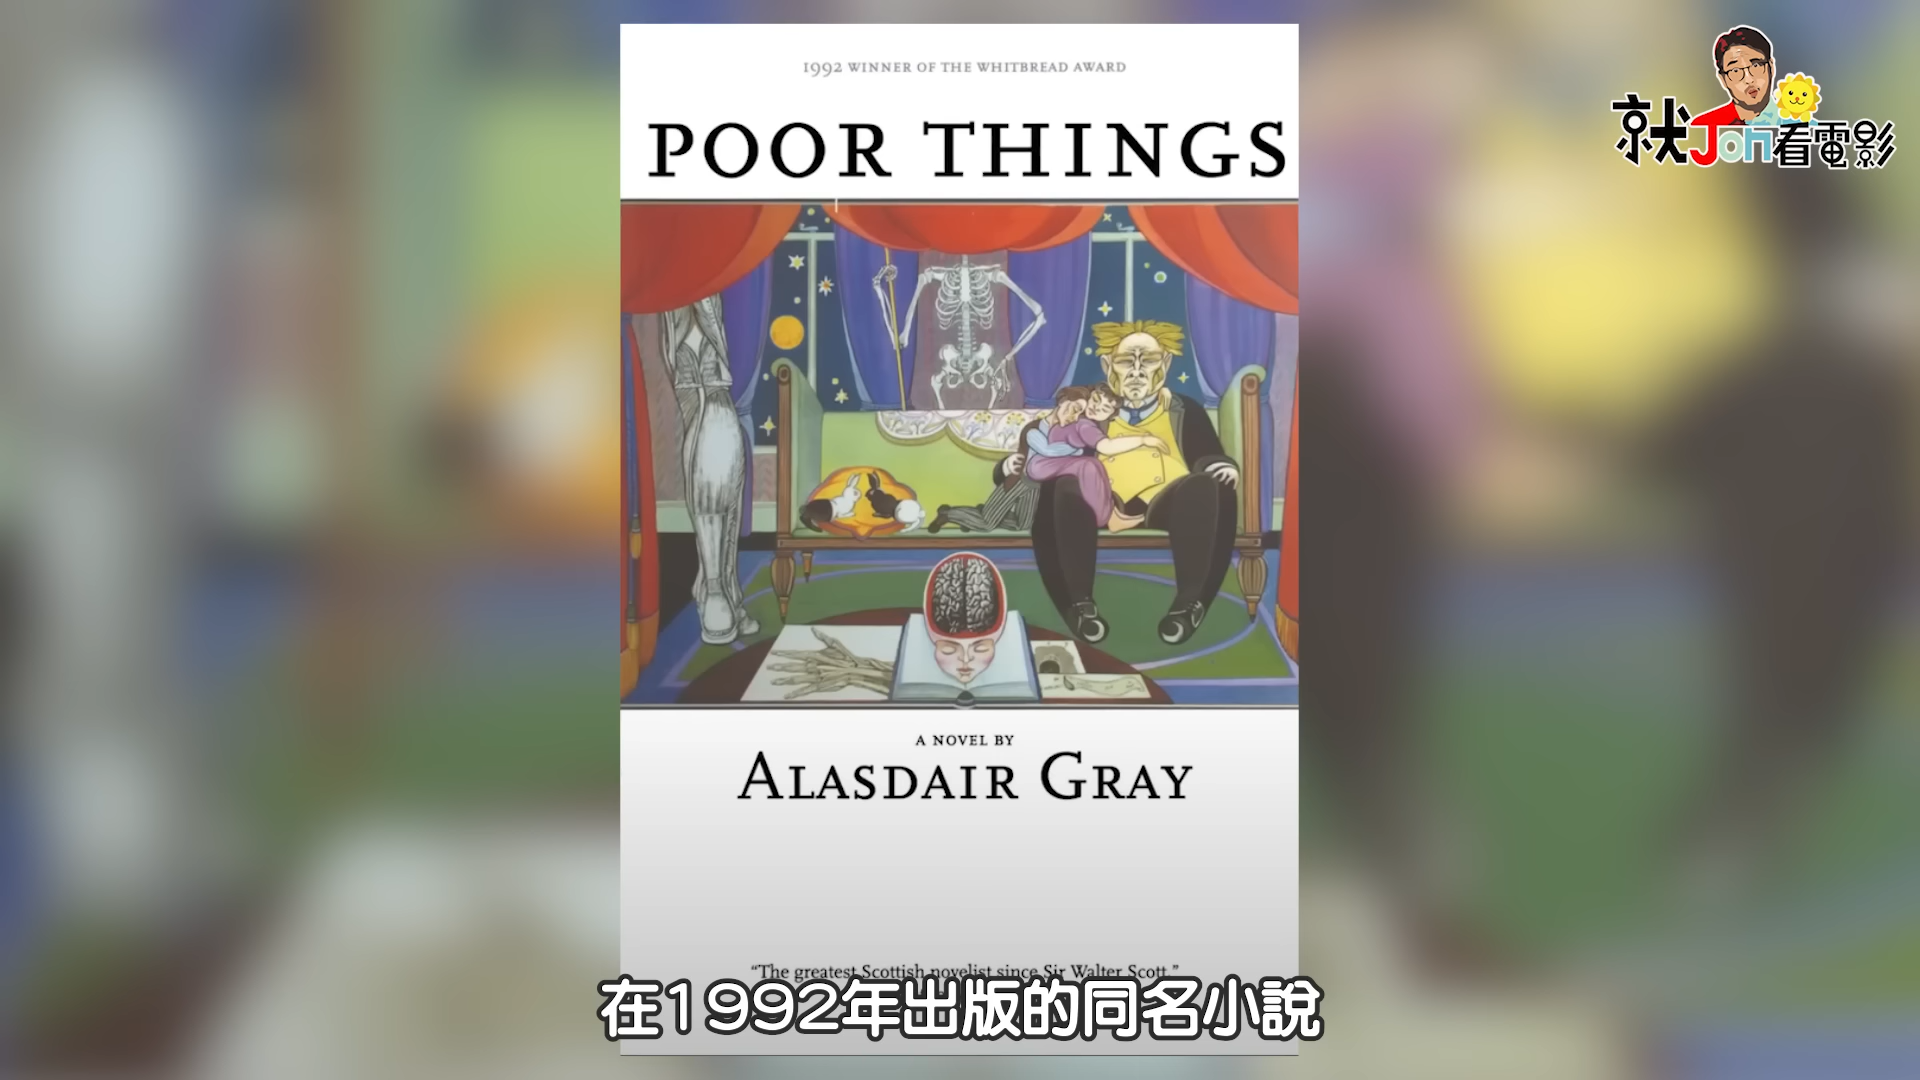 1992 WINNER OF THE WHITBREAD AWARD
POOR THINGS
就Jon看電影
A NOVEL BY
ALASDAIR GRAY
“The greatest Scottish novelist since Sir Walter Scott.”
在1992年出版的同名小說